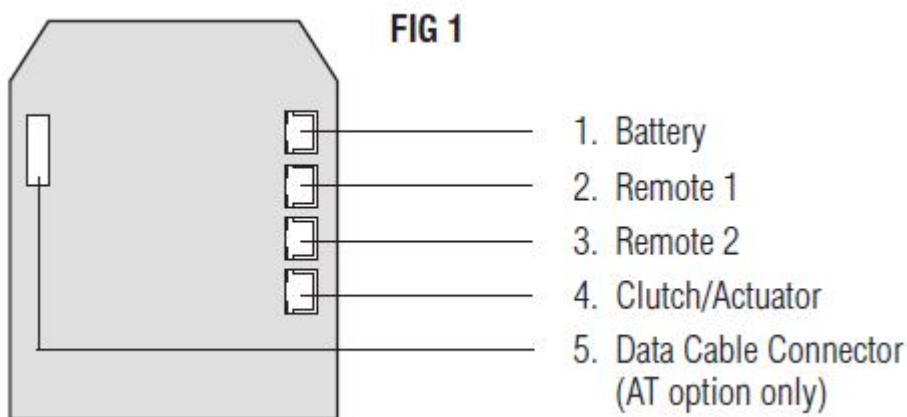 FIG 1
1. Battery
2. Remote 1
3. Remote 2
4. Clutch/Actuator
5. Data Cable Connector
(AT option only)